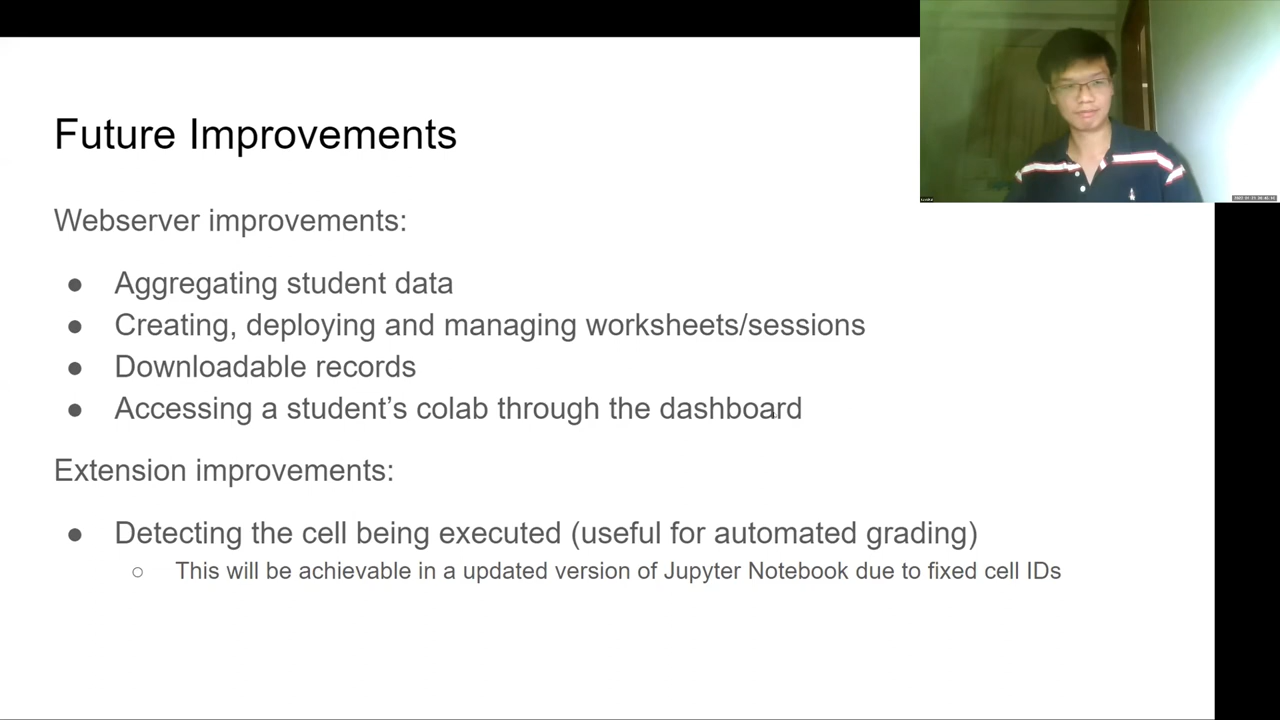 Future Improvements
Webserver improvements:
● Aggregating student data
● Creating, deploying and managing worksheets/sessions
● Downloadable records
● Accessing a student's colab through the dashboard
Extension improvements:
● Detecting the cell being executed (useful for automated grading)
○ This will be achievable in a updated version of Jupyter Notebook due to fixed cell IDs